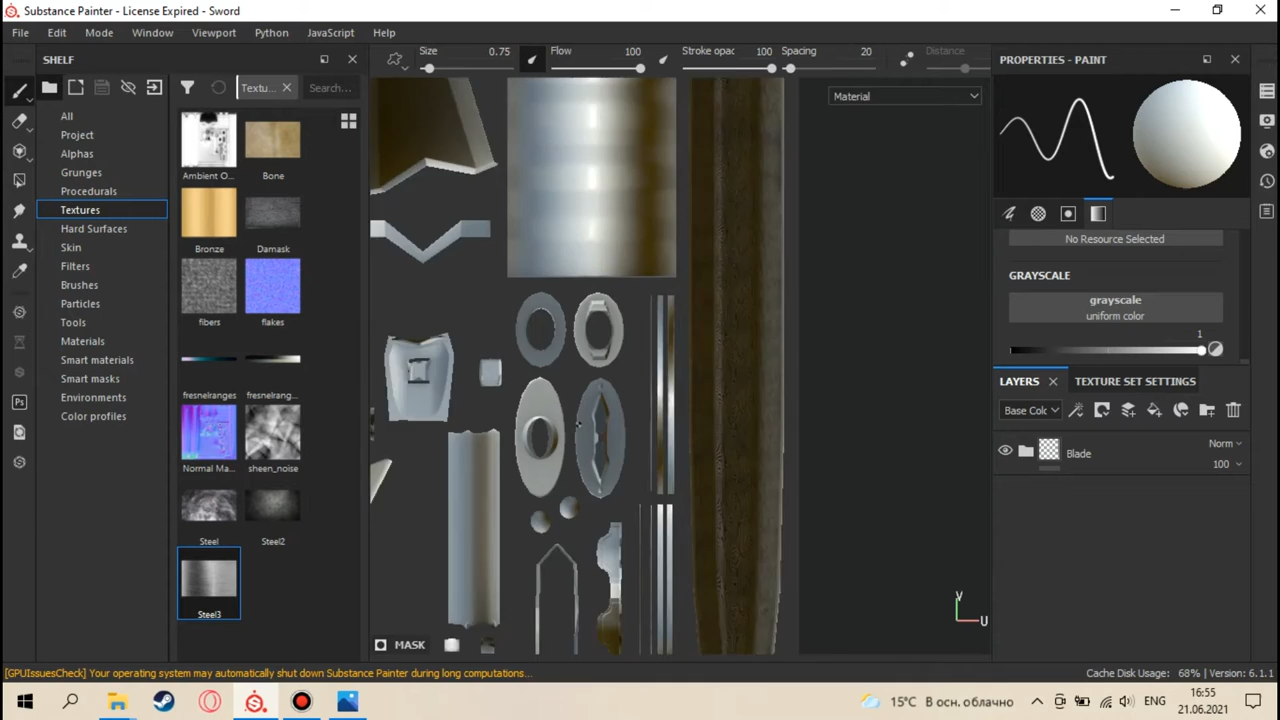 Substance Painter - License Expired - Sword
File Edit Mode Window Viewport Python JavaScript Help
SHELF
Size 0.75
Flow 100
Stroke opac 100
Spacing 20
Distance
PROPERTIES - PAINT
Textu...
Search...
All
Project
Alphas
Grunges
Procedurals
Textures
Hard Surfaces
Skin
Filters
Brushes
Particles
Tools
Materials
Smart materials
Smart masks
Environments
Color profiles
Ambient O...
Bone
Bronze
Damask
fibers
flakes
fresnelranges
fresnelrang...
Normal Ma...
sheen_noise
Steel
Steel2
Steel3
Material
V
U
MASK
No Resource Selected
GRAYSCALE
grayscale
uniform color
1
LAYERS
TEXTURE SET SETTINGS
Base Colc
Blade
Norm
100
[GPUIssuesCheck] Your operating system may automatically shut down Substance Painter during long computations...
Cache Disk Usage: 68% | Version: 6.1.1
Ps
15°C В осн. облачно
ENG
16:55
21.06.2021